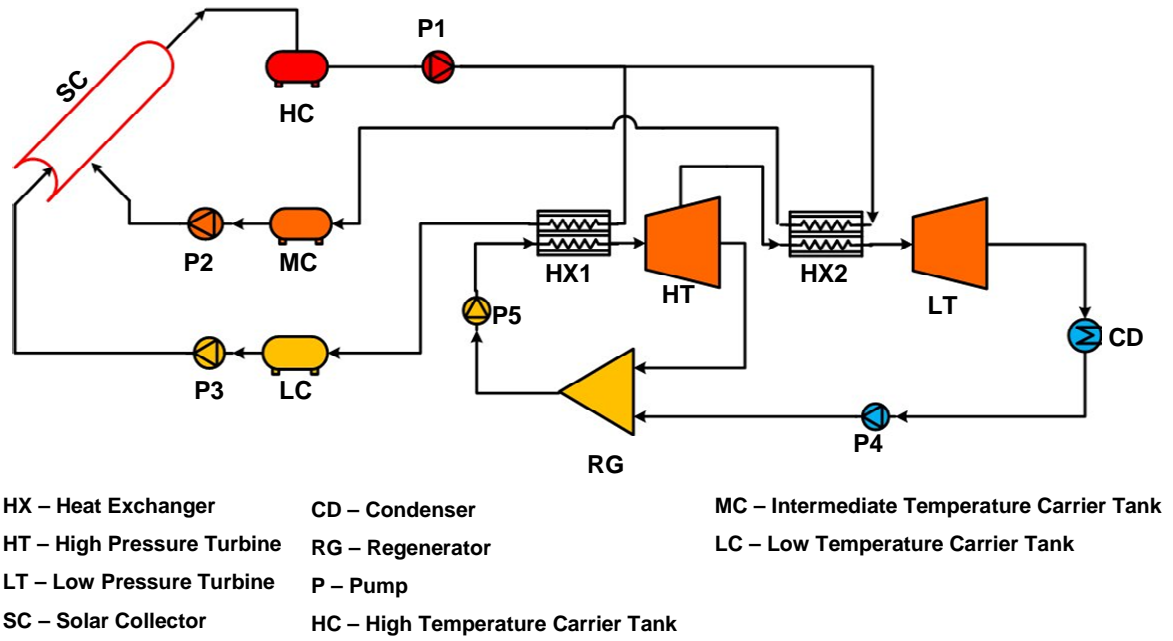 P1
SC
HC
P2
MC
HX1
HT
HX2
LT
P5
CD
P3
LC
P4
RG
HX – Heat Exchanger
HT – High Pressure Turbine
LT – Low Pressure Turbine
SC – Solar Collector
CD – Condenser
RG – Regenerator
P – Pump
HC – High Temperature Carrier Tank
MC – Intermediate Temperature Carrier Tank
LC – Low Temperature Carrier Tank